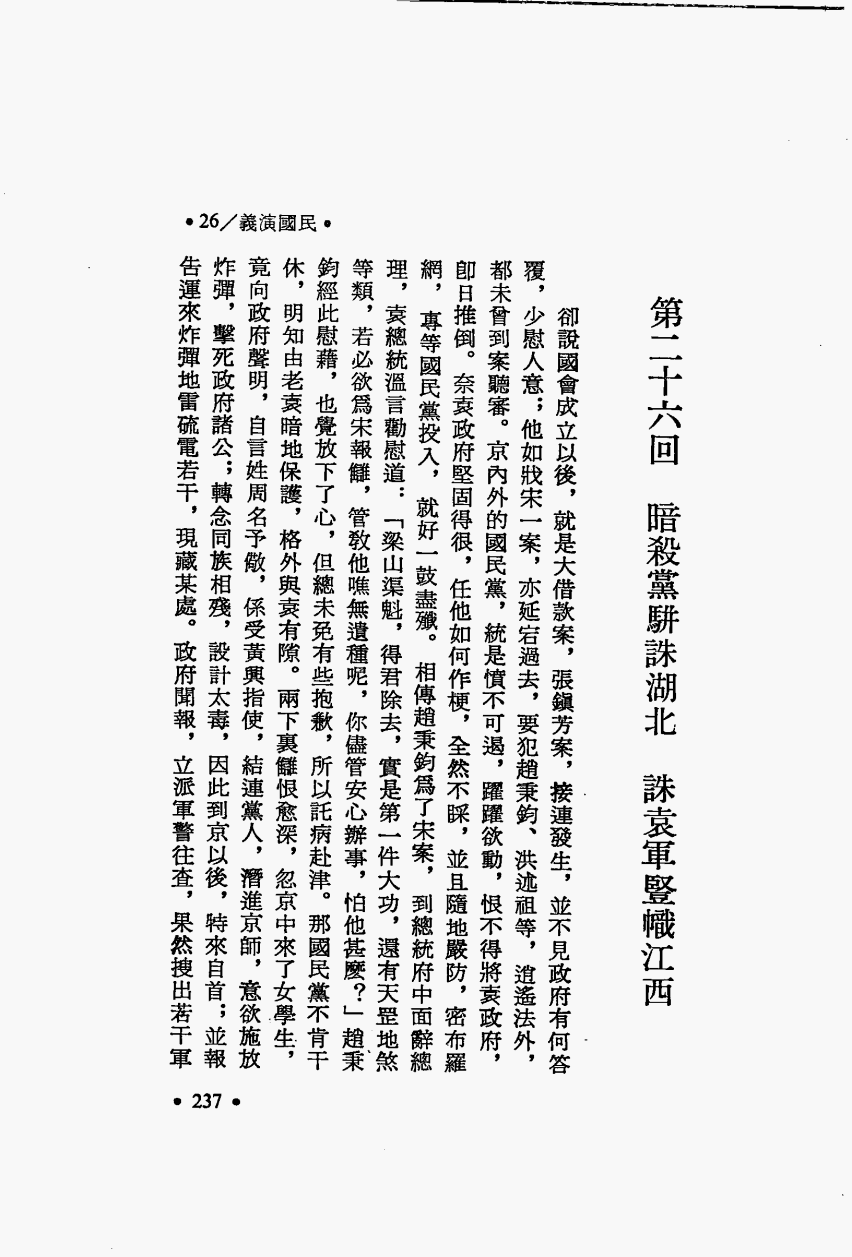 •26／義演國民•
第二十六回　暗殺黨駢誅湖北　誅袁軍豎幟江西
卻說國會成立以後，就是大借款案，張鎭芳案，接連發生，並不見政府有何答
覆，少慰人意；他如戕宋一案，亦延宕過去，要犯趙秉鈞、洪述祖等，逍遙法外，
都未曾到案聽審。京內外的國民黨，統是憤不可遏，躍躍欲動，恨不得將袁政府，
卽日推倒。奈袁政府堅固得很，任他如何作梗，全然不睬，並且隨地嚴防，密布羅
網，專等國民黨投入，就好一鼓盡殲。相傳趙秉鈞爲了宋案，到總統府中面辭總
理，袁總統溫言勸慰道：「梁山渠魁，得君除去，實是第一件大功，還有天罡地煞
等類，若必欲爲宋報讎，管敎他噍無遺種呢，你儘管安心辦事，怕他甚麼？」趙秉
鈞經此慰藉，也覺放下了心，但總未免有些抱歉，所以託病赴津。那國民黨不肯干
休，明知由老袁暗地保護，格外與袁有隙。兩下裏讎恨愈深，忽京中來了女學生，
竟向政府聲明，自言姓周名予儆，係受黃興指使，結連黨人，潛進京師，意欲施放
炸彈，擊死政府諸公；轉念同族相殘，設計太毒，因此到京以後，特來自首；並報
告運來炸彈地雷硫電若干，現藏某處。政府聞報，立派軍警往查，果然搜出若干軍
•237•